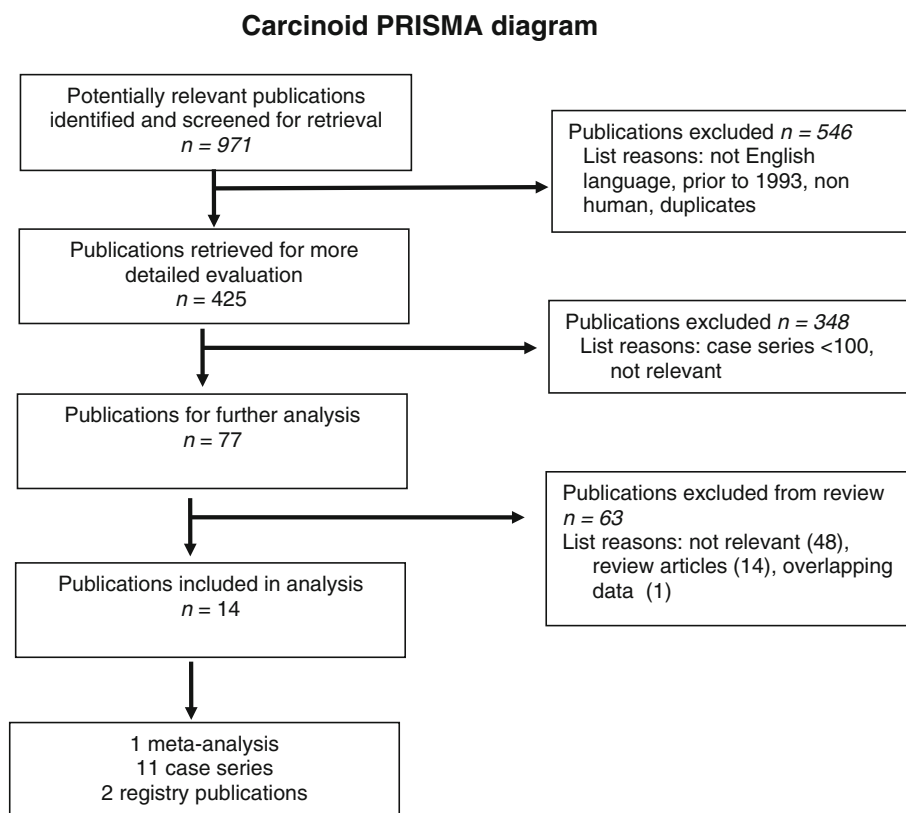 Carcinoid PRISMA diagram
Potentially relevant publications
identified and screened for retrieval
n = 971
Publications excluded n = 546
List reasons: not English
language, prior to 1993, non
human, duplicates
Publications retrieved for more
detailed evaluation
n = 425
Publications excluded n = 348
List reasons: case series <100,
not relevant
Publications for further analysis
n = 77
Publications excluded from review
n = 63
List reasons: not relevant (48),
review articles (14), overlapping
data (1)
Publications included in analysis
n = 14
1 meta-analysis
11 case series
2 registry publications